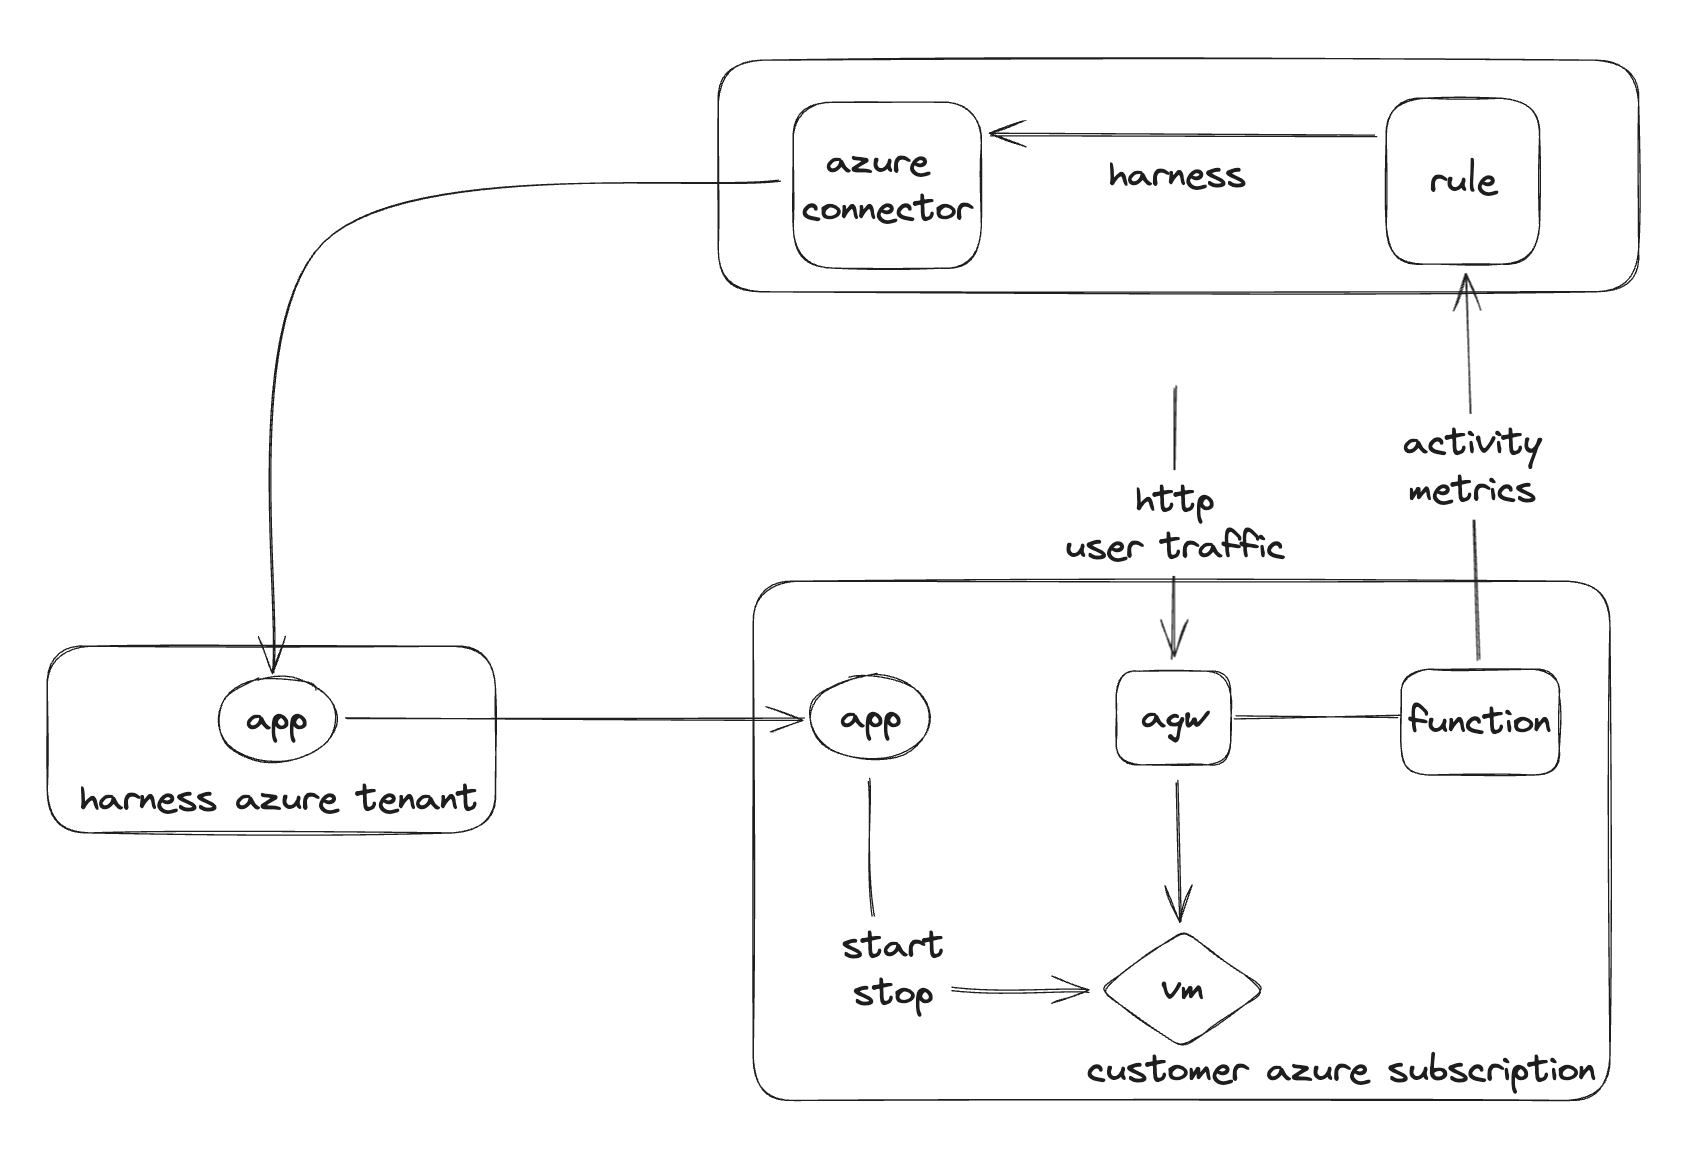 azure
connector
harness
rule
activity
metrics
http
user traffic
app
harness azure tenant
app
agw
function
start
stop
vm
customer azure subscription